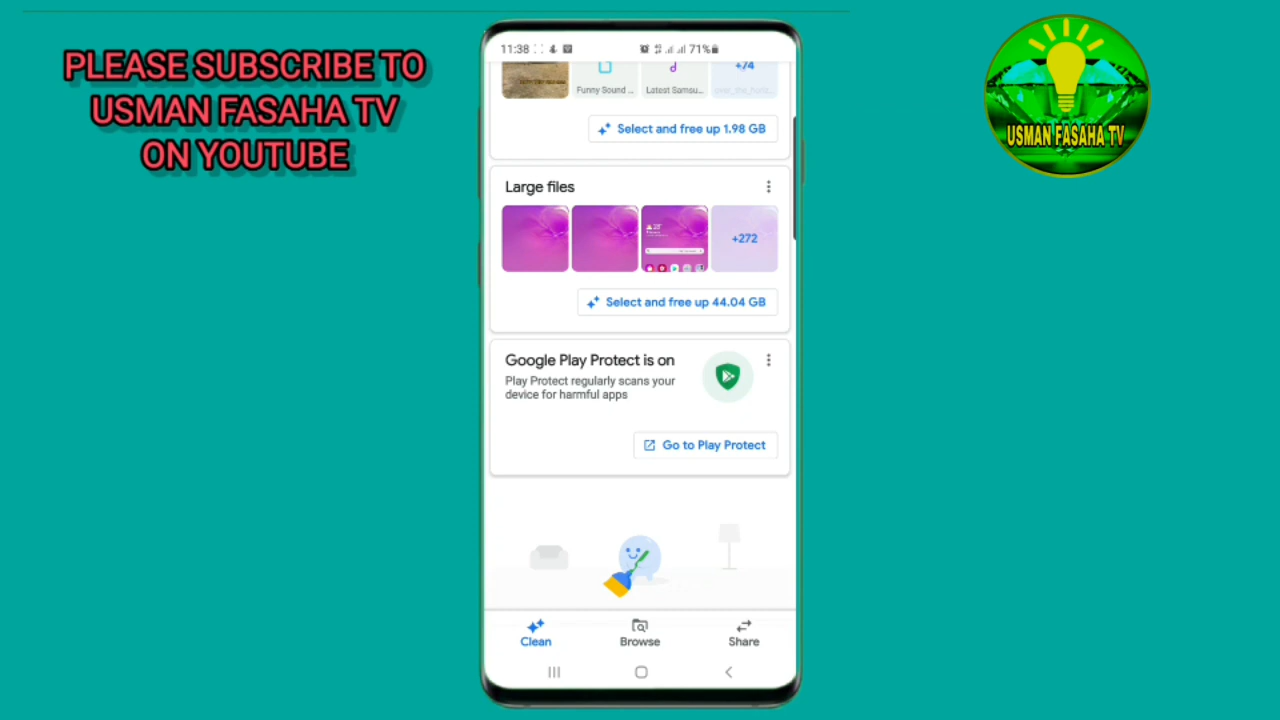 PLEASE SUBSCRIBE TO
USMAN FASAHA TV
ON YOUTUBE
USMAN FASAHA TV
11:38
71%
+74
Funny Sound ...
Latest Samsu...
over_the_horiz...
Select and free up 1.98 GB
Large files
+272
Select and free up 44.04 GB
Google Play Protect is on
Play Protect regularly scans your
device for harmful apps
Go to Play Protect
Clean
Browse
Share